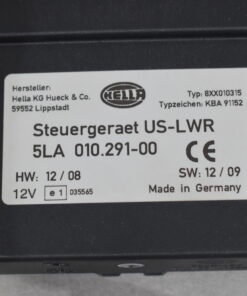 Hersteller:
Hella KG Hueck & Co.
59552 Lippstadt
HELLA
Typ: 8XX010315
Typzeichen: KBA 91152
Steuergeraet US-LWR
5LA 010.291-00 CE
HW: 12 / 08 SW: 12 / 09
12V e 1 035565 Made in Germany